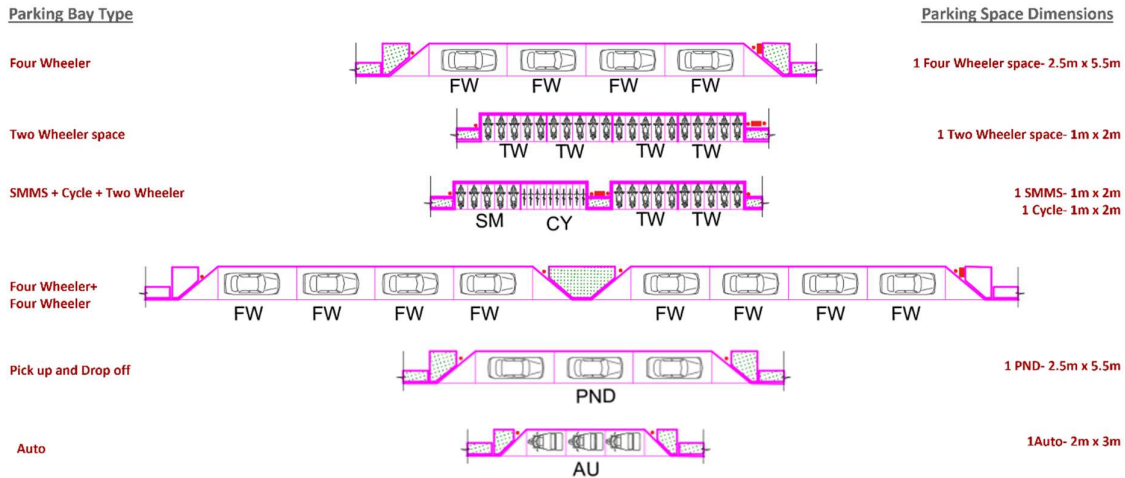 Parking Bay Type
Parking Space Dimensions
Four Wheeler
FW FW FW FW
1 Four Wheeler space- 2.5m x 5.5m
Two Wheeler space
TW TW TW TW
1 Two Wheeler space- 1m x 2m
SMMS + Cycle + Two Wheeler
SM CY TW TW
1 SMMS- 1m x 2m
1 Cycle- 1m x 2m
Four Wheeler+
Four Wheeler
FW FW FW FW FW FW FW FW
Pick up and Drop off
PND
1 PND- 2.5m x 5.5m
Auto
AU
1Auto- 2m x 3m